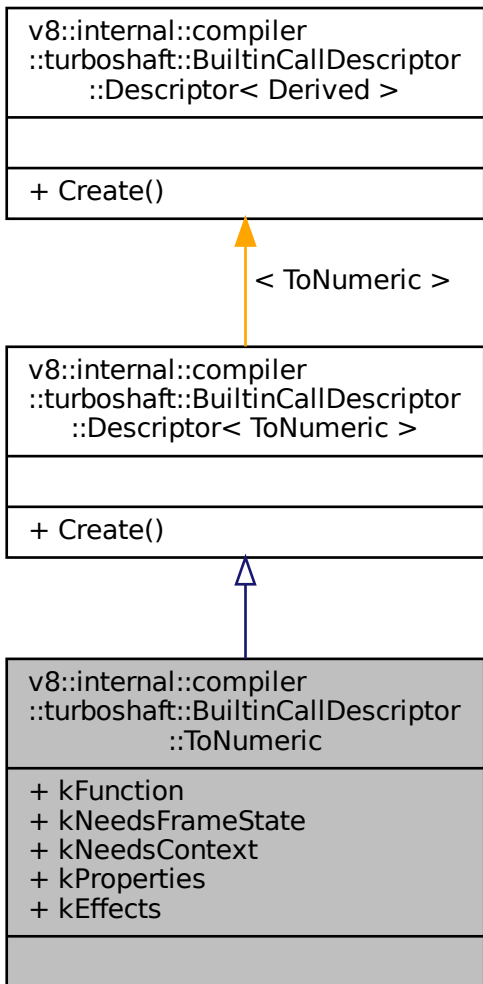 v8::internal::compiler
::turboshaft::BuiltinCallDescriptor
::Descriptor< Derived >
+ Create()
< ToNumeric >
v8::internal::compiler
::turboshaft::BuiltinCallDescriptor
::Descriptor< ToNumeric >
+ Create()
v8::internal::compiler
::turboshaft::BuiltinCallDescriptor
::ToNumeric
+ kFunction
+ kNeedsFrameState
+ kNeedsContext
+ kProperties
+ kEffects